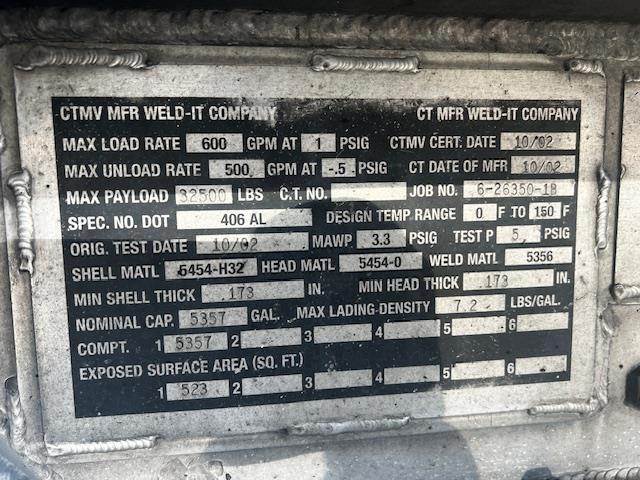 CTMV MFR WELD-IT COMPANY CT MFR WELD-IT COMPANY
MAX LOAD RATE 600 GPM AT 1 PSIG CTMV CERT. DATE 10/02
MAX UNLOAD RATE 500 GPM AT -.5 PSIG CT DATE OF MFR 10/02
MAX PAYLOAD 32500 LBS C.T. NO. JOB NO. 6-26350-1B
SPEC. NO. DOT 406 AL DESIGN TEMP RANGE 0 F TO 150 F
ORIG. TEST DATE 10/02 MAWP 3.3 PSIG TEST P 5 PSIG
SHELL MATL 5454-H32 HEAD MATL 5454-0 WELD MATL 5356
MIN SHELL THICK .173 IN. MIN HEAD THICK .173 IN.
NOMINAL CAP. 5357 GAL. MAX LADING DENSITY 7.2 LBS/GAL.
COMPT. 1 5357 2 3 4 5 6
EXPOSED SURFACE AREA (SQ. FT.)
1 523 2 3 4 5 6